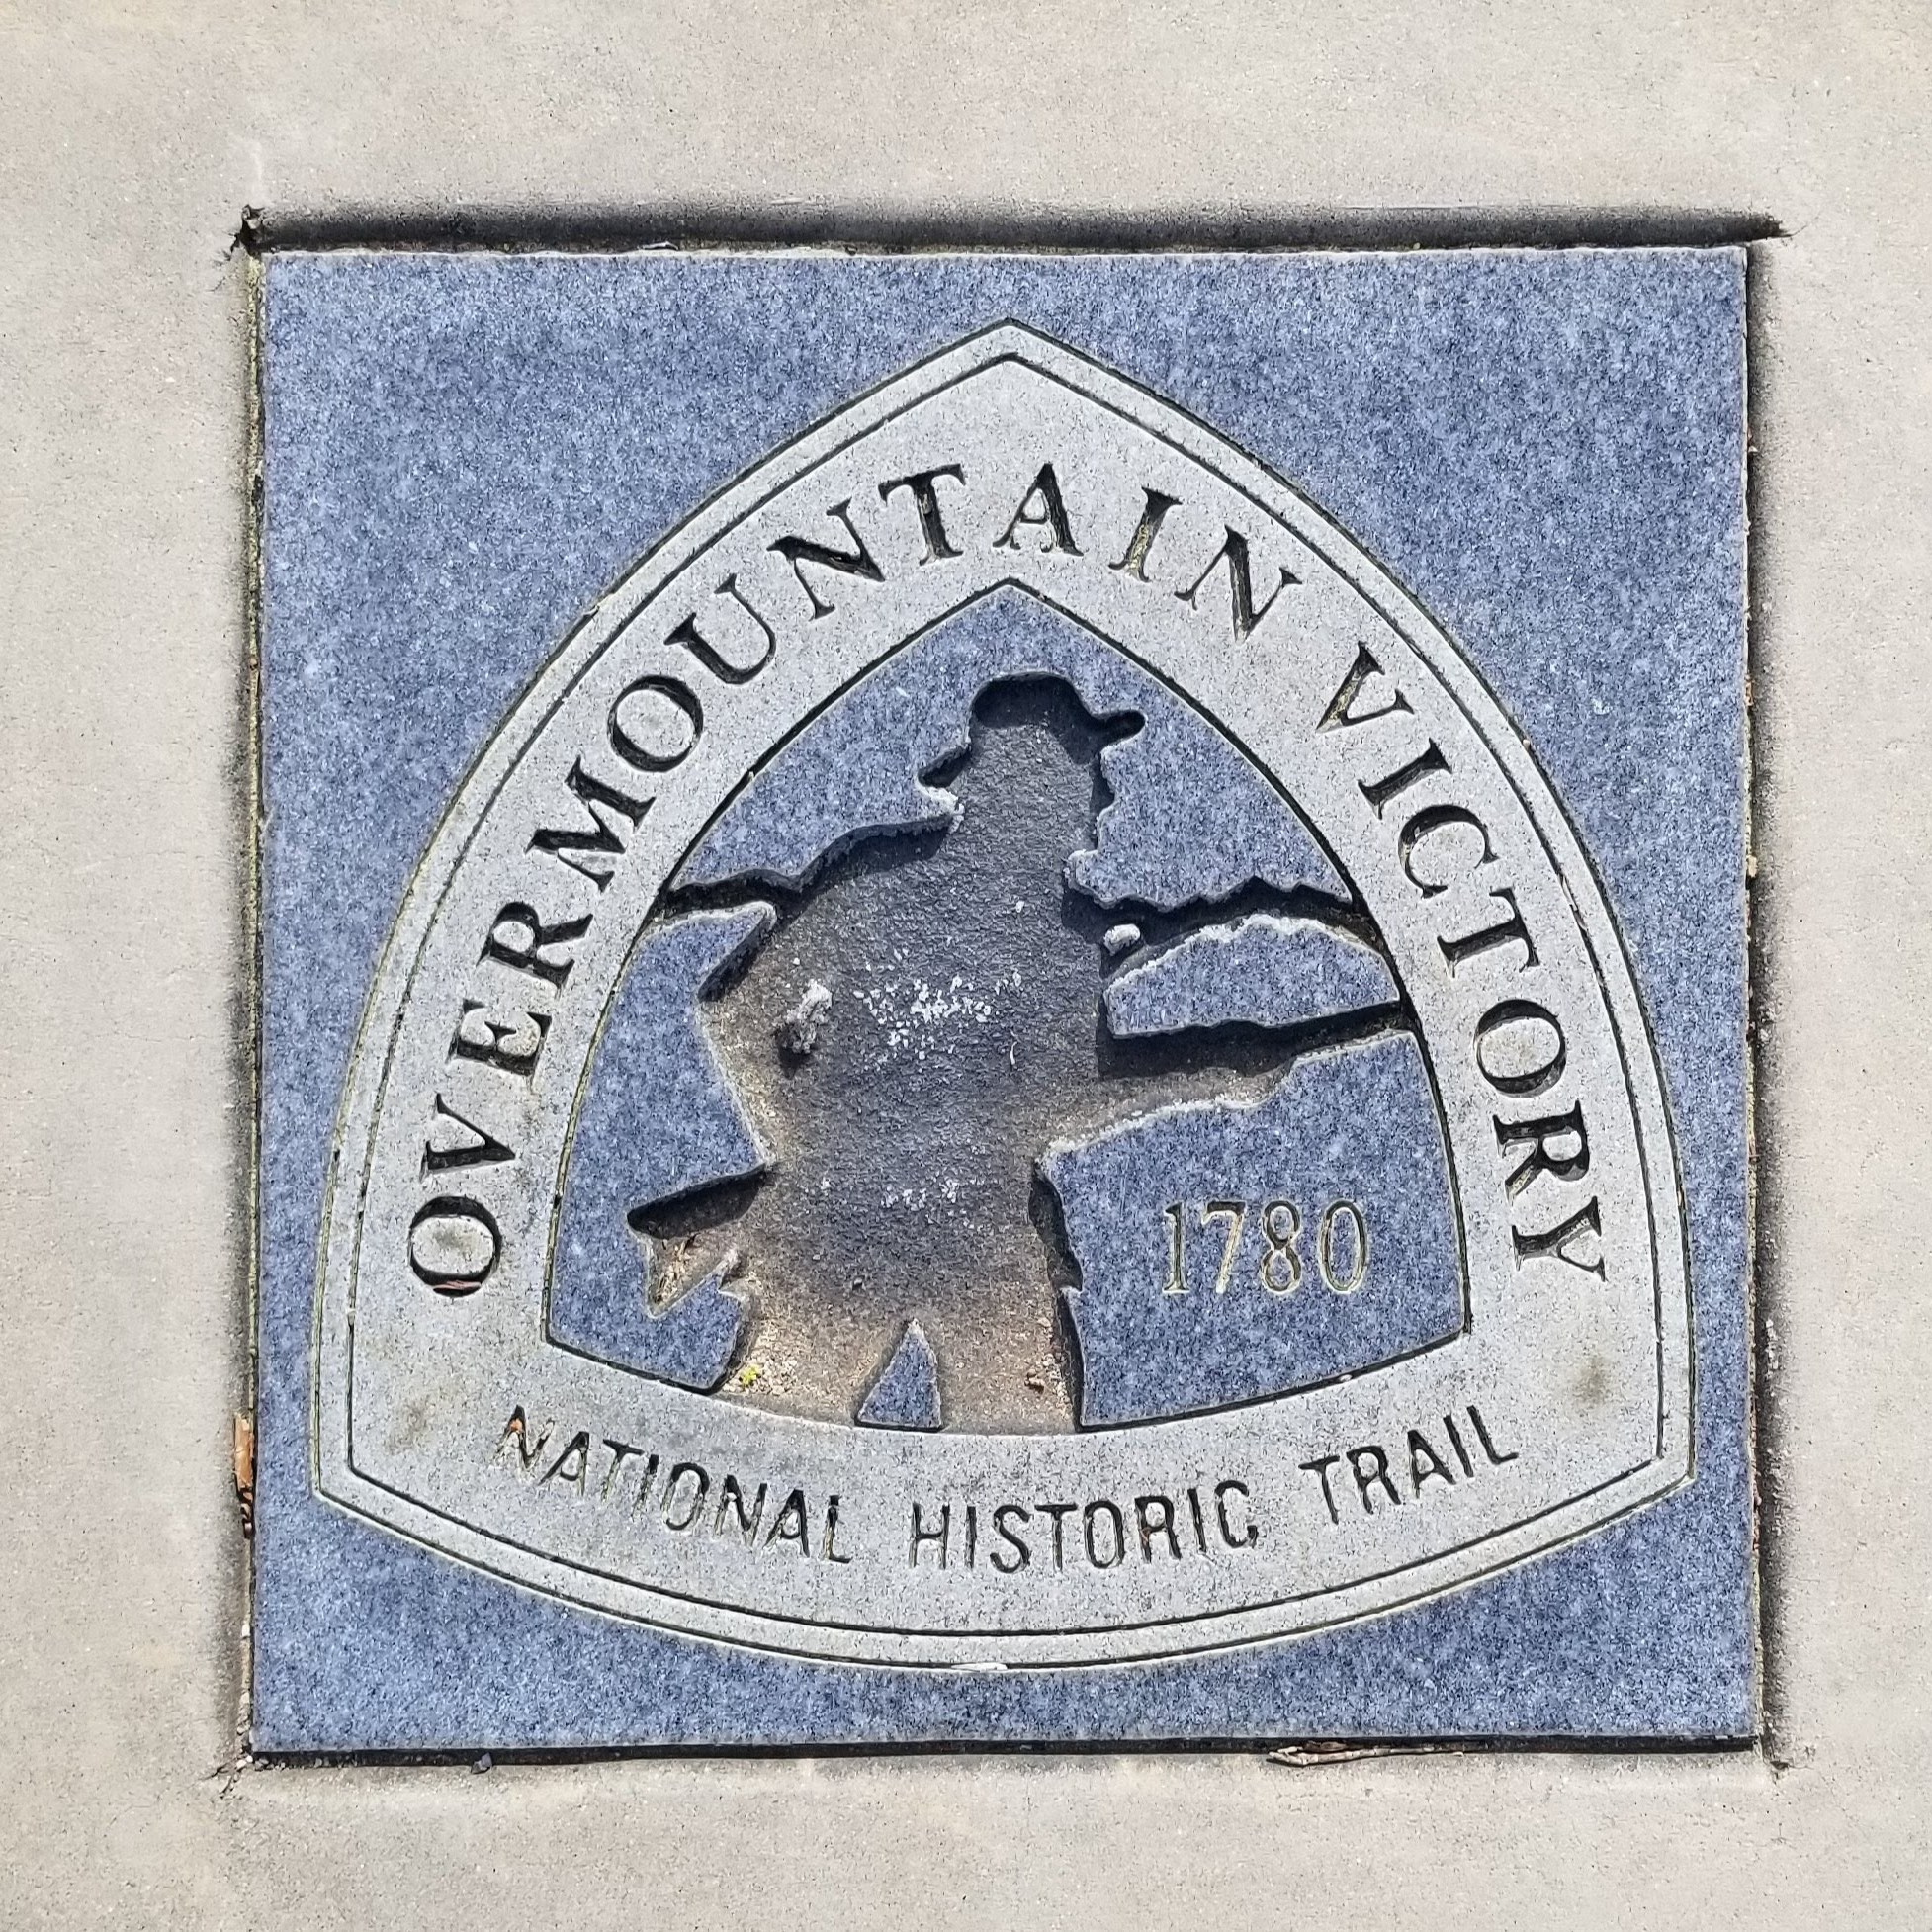 OVERMOUNTAIN VICTORY
1780
NATIONAL HISTORIC TRAIL